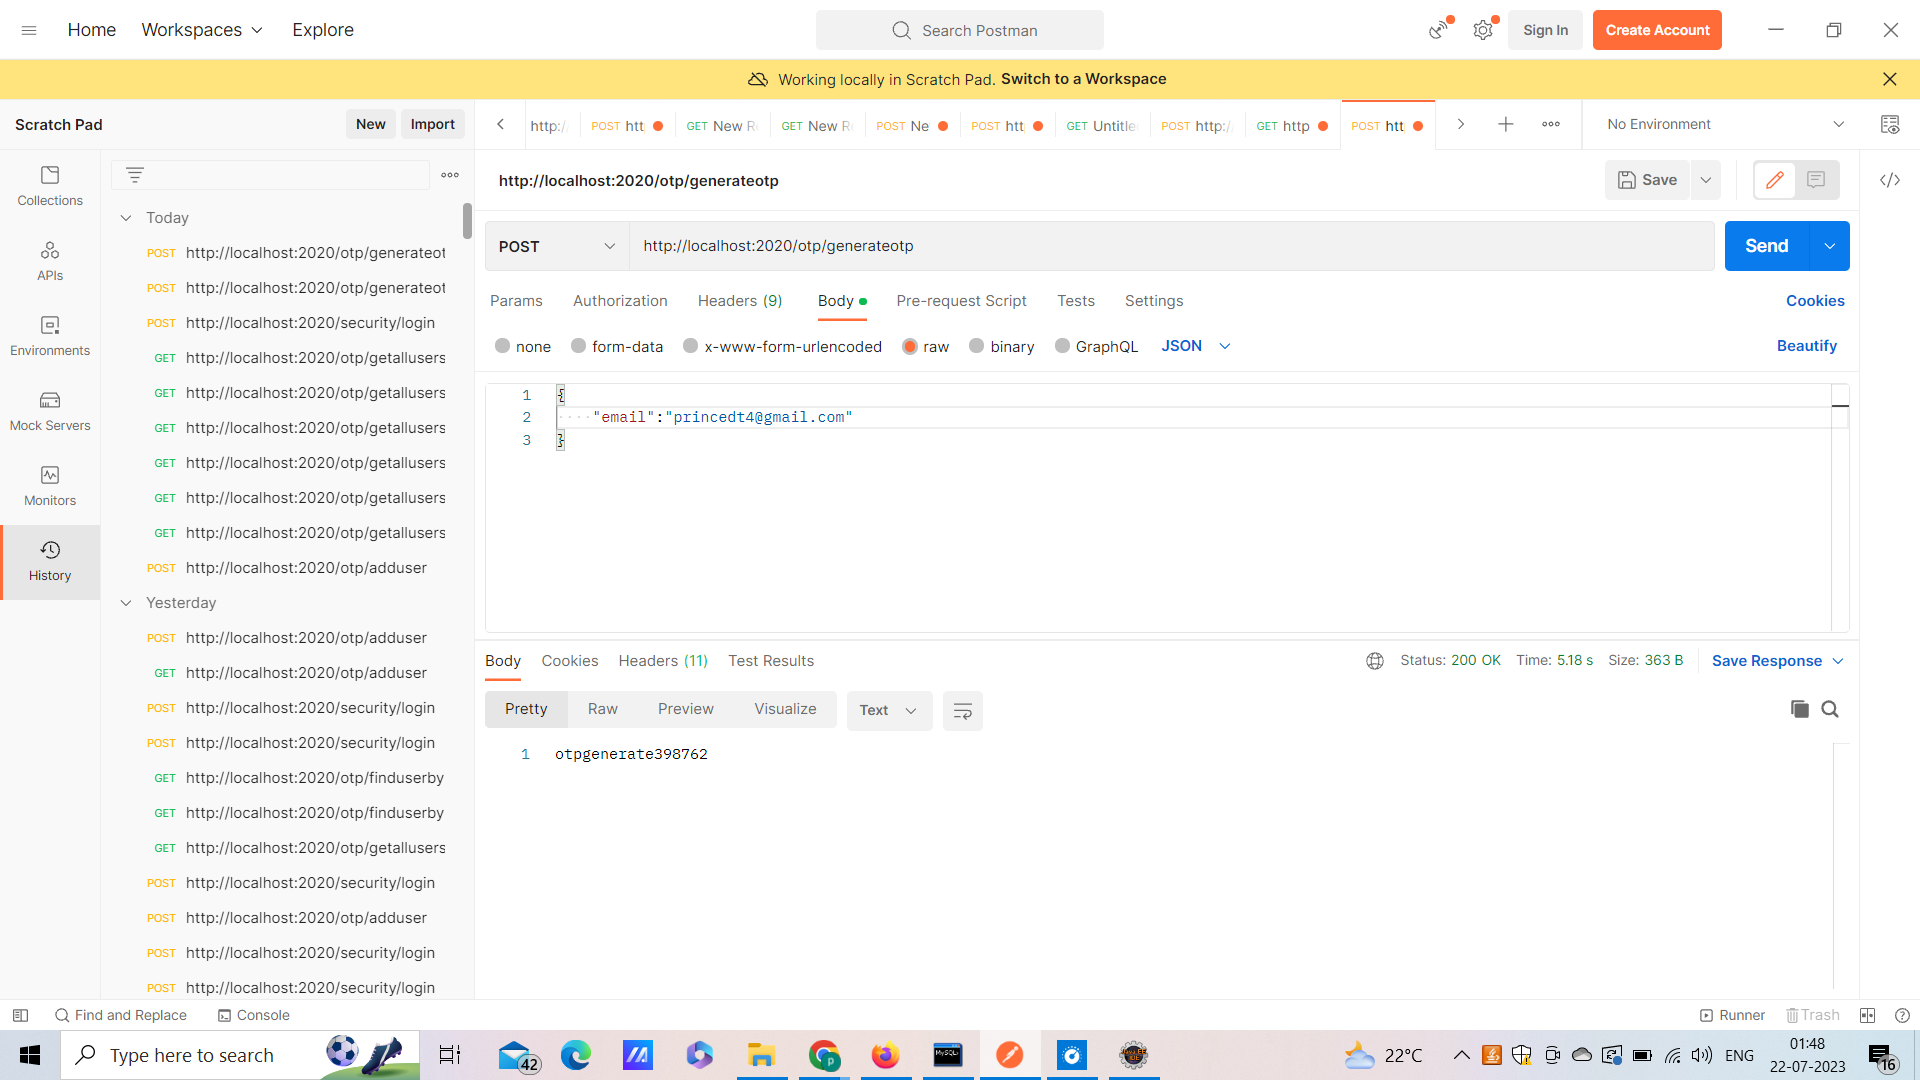 Home Workspaces Explore Search Postman Sign In Create Account
Working locally in Scratch Pad. Switch to a Workspace
Scratch Pad New Import
http:/ POST htt GET New R GET New R POST Ne POST htt GET Untitle POST http:/ GET http POST htt No Environment
Collections
APIs
Environments
Mock Servers
Monitors
History
Today
POST http://localhost:2020/otp/generateot
POST http://localhost:2020/otp/generateot
POST http://localhost:2020/security/login
GET http://localhost:2020/otp/getallusers
GET http://localhost:2020/otp/getallusers
GET http://localhost:2020/otp/getallusers
GET http://localhost:2020/otp/getallusers
GET http://localhost:2020/otp/getallusers
GET http://localhost:2020/otp/getallusers
POST http://localhost:2020/otp/adduser
Yesterday
POST http://localhost:2020/otp/adduser
GET http://localhost:2020/otp/adduser
POST http://localhost:2020/security/login
POST http://localhost:2020/security/login
GET http://localhost:2020/otp/finduserby
GET http://localhost:2020/otp/finduserby
GET http://localhost:2020/otp/getallusers
POST http://localhost:2020/security/login
POST http://localhost:2020/otp/adduser
POST http://localhost:2020/security/login
POST http://localhost:2020/security/login
http://localhost:2020/otp/generateotp Save
POST http://localhost:2020/otp/generateotp Send
Params Authorization Headers (9) Body Pre-request Script Tests Settings Cookies
none form-data x-www-form-urlencoded raw binary GraphQL JSON Beautify
1 {
2 "email":"princedt4@gmail.com"
3 }
Body Cookies Headers (11) Test Results Status: 200 OK Time: 5.18 s Size: 363 B Save Response
Pretty Raw Preview Visualize Text
1 otpgenerate398762
Find and Replace Console Runner Trash
Type here to search 42 22°C ENG 01:48
22-07-2023 16